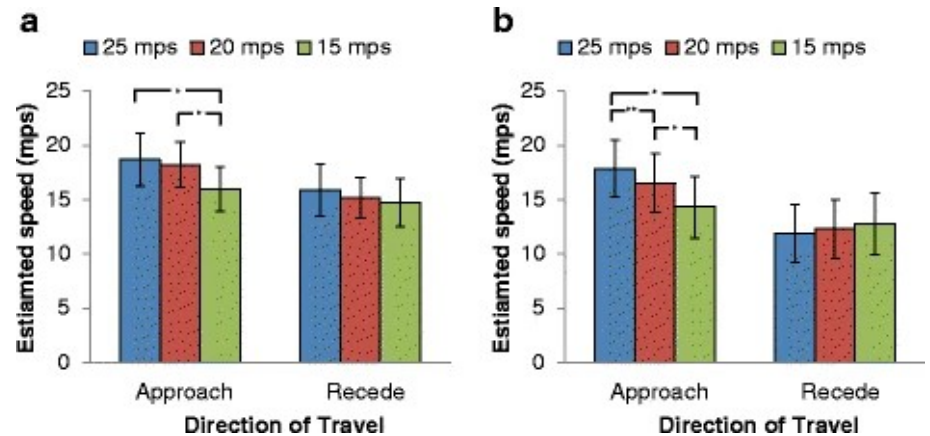 a
25 mps 20 mps 15 mps
Estiamted speed (mps)
25
20
15
10
5
0
*
*
Approach Recede
Direction of Travel
b
25 mps 20 mps 15 mps
Estiamted speed (mps)
25
20
15
10
5
0
*
**
*
Approach Recede
Direction of Travel